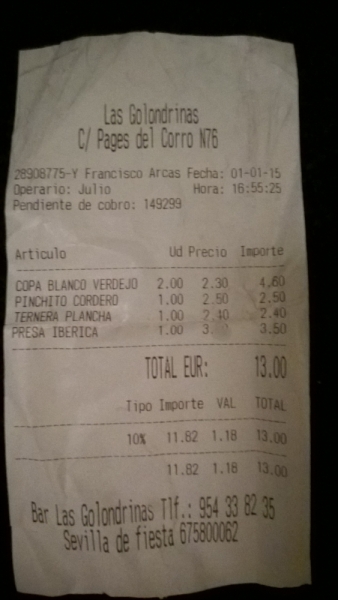 Las Golondrinas
C/ Pages del Corro N76
28908775-Y Francisco Arcas Fecha: 01-01-15
Operario: Julio Hora: 16:55:25
Pendiente de cobro: 149299
Articulo Ud Precio Importe
COPA BLANCO VERDEJO 2.00 2.30 4.60
PINCHITO CORDERO 1.00 2.50 2.50
TERNERA PLANCHA 1.00 2.40 2.40
PRESA IBERICA 1.00 3.50
TOTAL EUR: 13.00
Tipo Importe VAL TOTAL
10% 11.82 1.18 13.00
11.82 1.18 13.00
Bar Las Golondrinas Tlf.: 954 33 82 35
Sevilla de fiesta 675800062